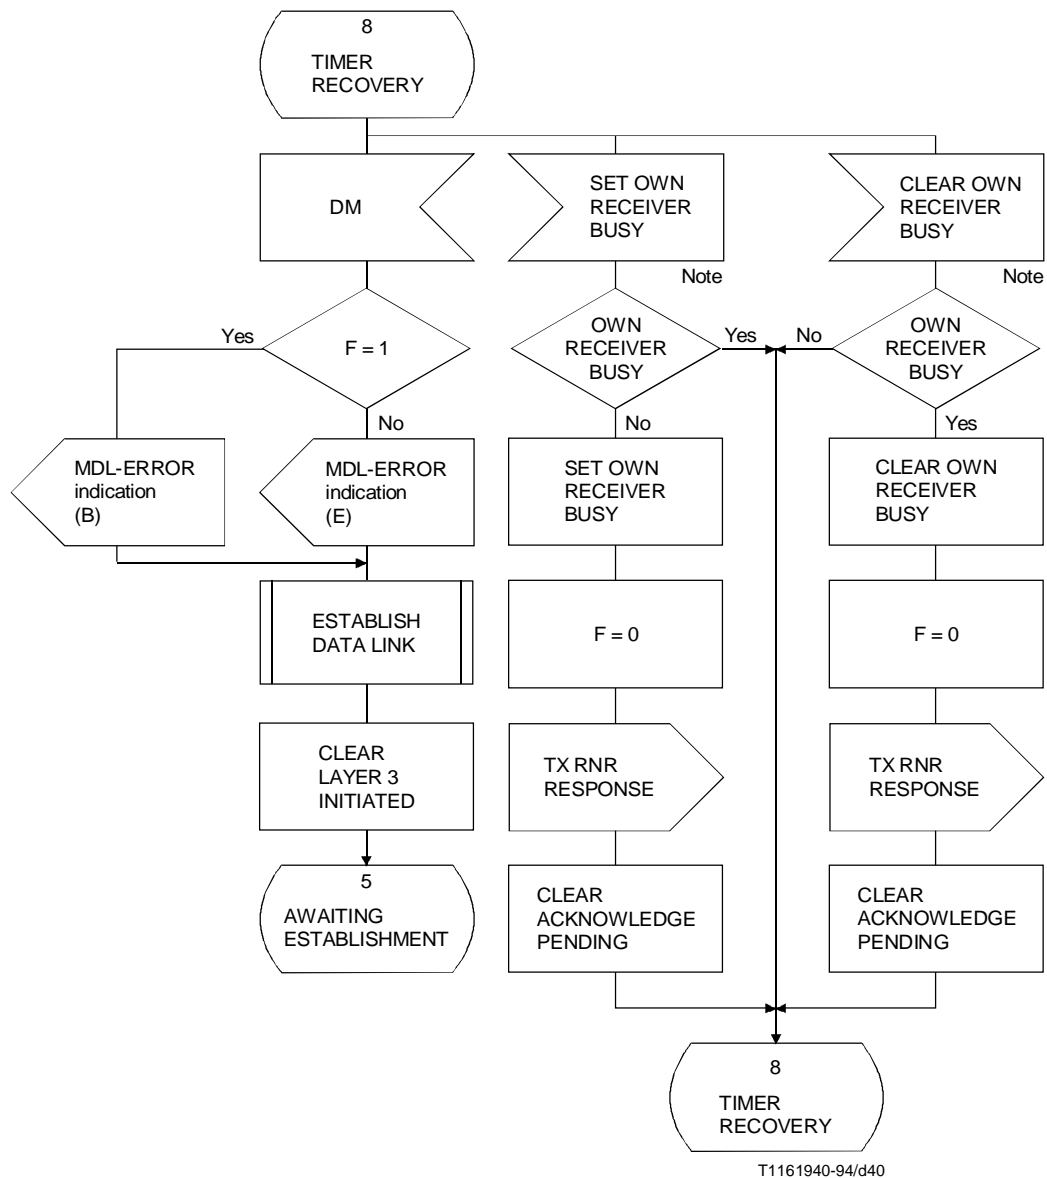 8
TIMER
RECOVERY
DM
SET OWN
RECEIVER
BUSY
CLEAR OWN
RECEIVER
BUSY
Note
Note
Yes
F = 1
OWN
RECEIVER
BUSY
Yes
No
OWN
RECEIVER
BUSY
No
No
Yes
MDL-ERROR
indication
(B)
MDL-ERROR
indication
(E)
SET OWN
RECEIVER
BUSY
CLEAR OWN
RECEIVER
BUSY
ESTABLISH
DATA LINK
F = 0
F = 0
CLEAR
LAYER 3
INITIATED
TX RNR
RESPONSE
TX RNR
RESPONSE
5
AWAITING
ESTABLISHMENT
CLEAR
ACKNOWLEDGE
PENDING
CLEAR
ACKNOWLEDGE
PENDING
8
TIMER
RECOVERY
T1161940-94/d40